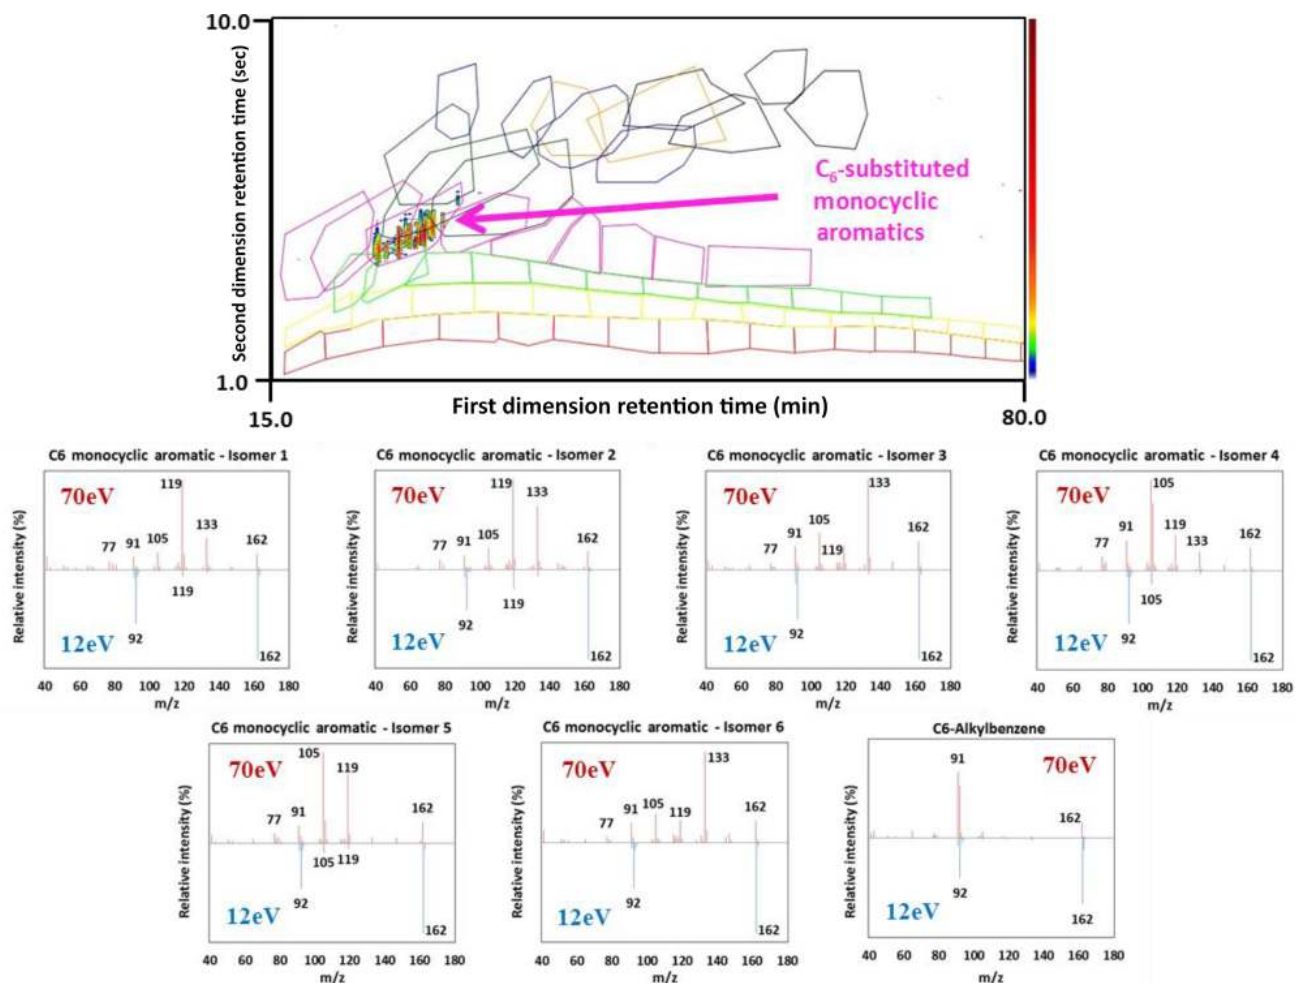 10.0
Second dimension retention time (sec)
1.0
15.0
First dimension retention time (min)
80.0
C6-substituted
monocyclic
aromatics
C6 monocyclic aromatic - Isomer 1
70eV
119
133
105
91
77
162
119
92
12eV
162
Relative intensity (%)
40 60 80 100 120 140 160 180
m/z
C6 monocyclic aromatic - Isomer 2
70eV
119
133
105
91
77
162
119
92
12eV
162
Relative intensity (%)
40 60 80 100 120 140 160 180
m/z
C6 monocyclic aromatic - Isomer 3
70eV
133
105
91
119
77
162
92
12eV
162
Relative intensity (%)
40 60 80 100 120 140 160 180
m/z
C6 monocyclic aromatic - Isomer 4
70eV
105
119
91
133
77
162
105
92
12eV
162
Relative intensity (%)
40 60 80 100 120 140 160 180
m/z
C6 monocyclic aromatic - Isomer 5
70eV
105
119
91
77
162
105
119
92
12eV
162
Relative intensity (%)
40 60 80 100 120 140 160 180
m/z
C6 monocyclic aromatic - Isomer 6
70eV
133
105
91
119
77
162
92
12eV
162
Relative intensity (%)
40 60 80 100 120 140 160 180
m/z
C6-Alkylbenzene
91
70eV
162
92
12eV
162
Relative intensity (%)
40 60 80 100 120 140 160 180
m/z